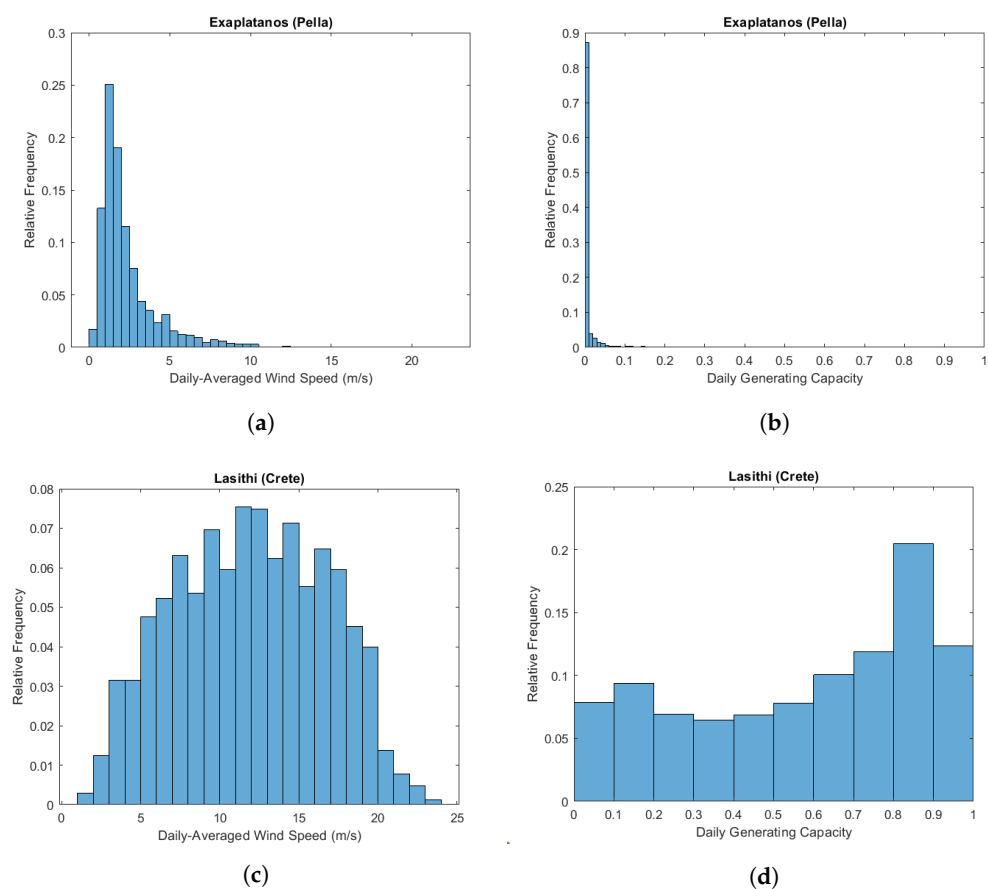 Exaplatanos (Pella)
0.3
0.25
0.2
0.15
0.1
0.05
0
Relative Frequency
0 5 10 15 20
Daily-Averaged Wind Speed (m/s)
(a)
Exaplatanos (Pella)
0.9
0.8
0.7
0.6
0.5
0.4
0.3
0.2
0.1
0
Relative Frequency
0 0.1 0.2 0.3 0.4 0.5 0.6 0.7 0.8 0.9 1
Daily Generating Capacity
(b)
Lasithi (Crete)
0.08
0.07
0.06
0.05
0.04
0.03
0.02
0.01
0
Relative Frequency
0 5 10 15 20 25
Daily-Averaged Wind Speed (m/s)
(c)
Lasithi (Crete)
0.25
0.2
0.15
0.1
0.05
0
Relative Frequency
0 0.1 0.2 0.3 0.4 0.5 0.6 0.7 0.8 0.9 1
Daily Generating Capacity
(d)